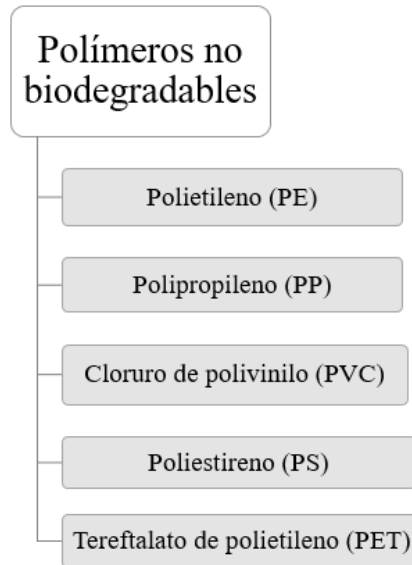 Polímeros no
biodegradables
Polietileno (PE)
Polipropileno (PP)
Cloruro de polivinilo (PVC)
Poliestireno (PS)
Tereftalato de polietileno (PET)